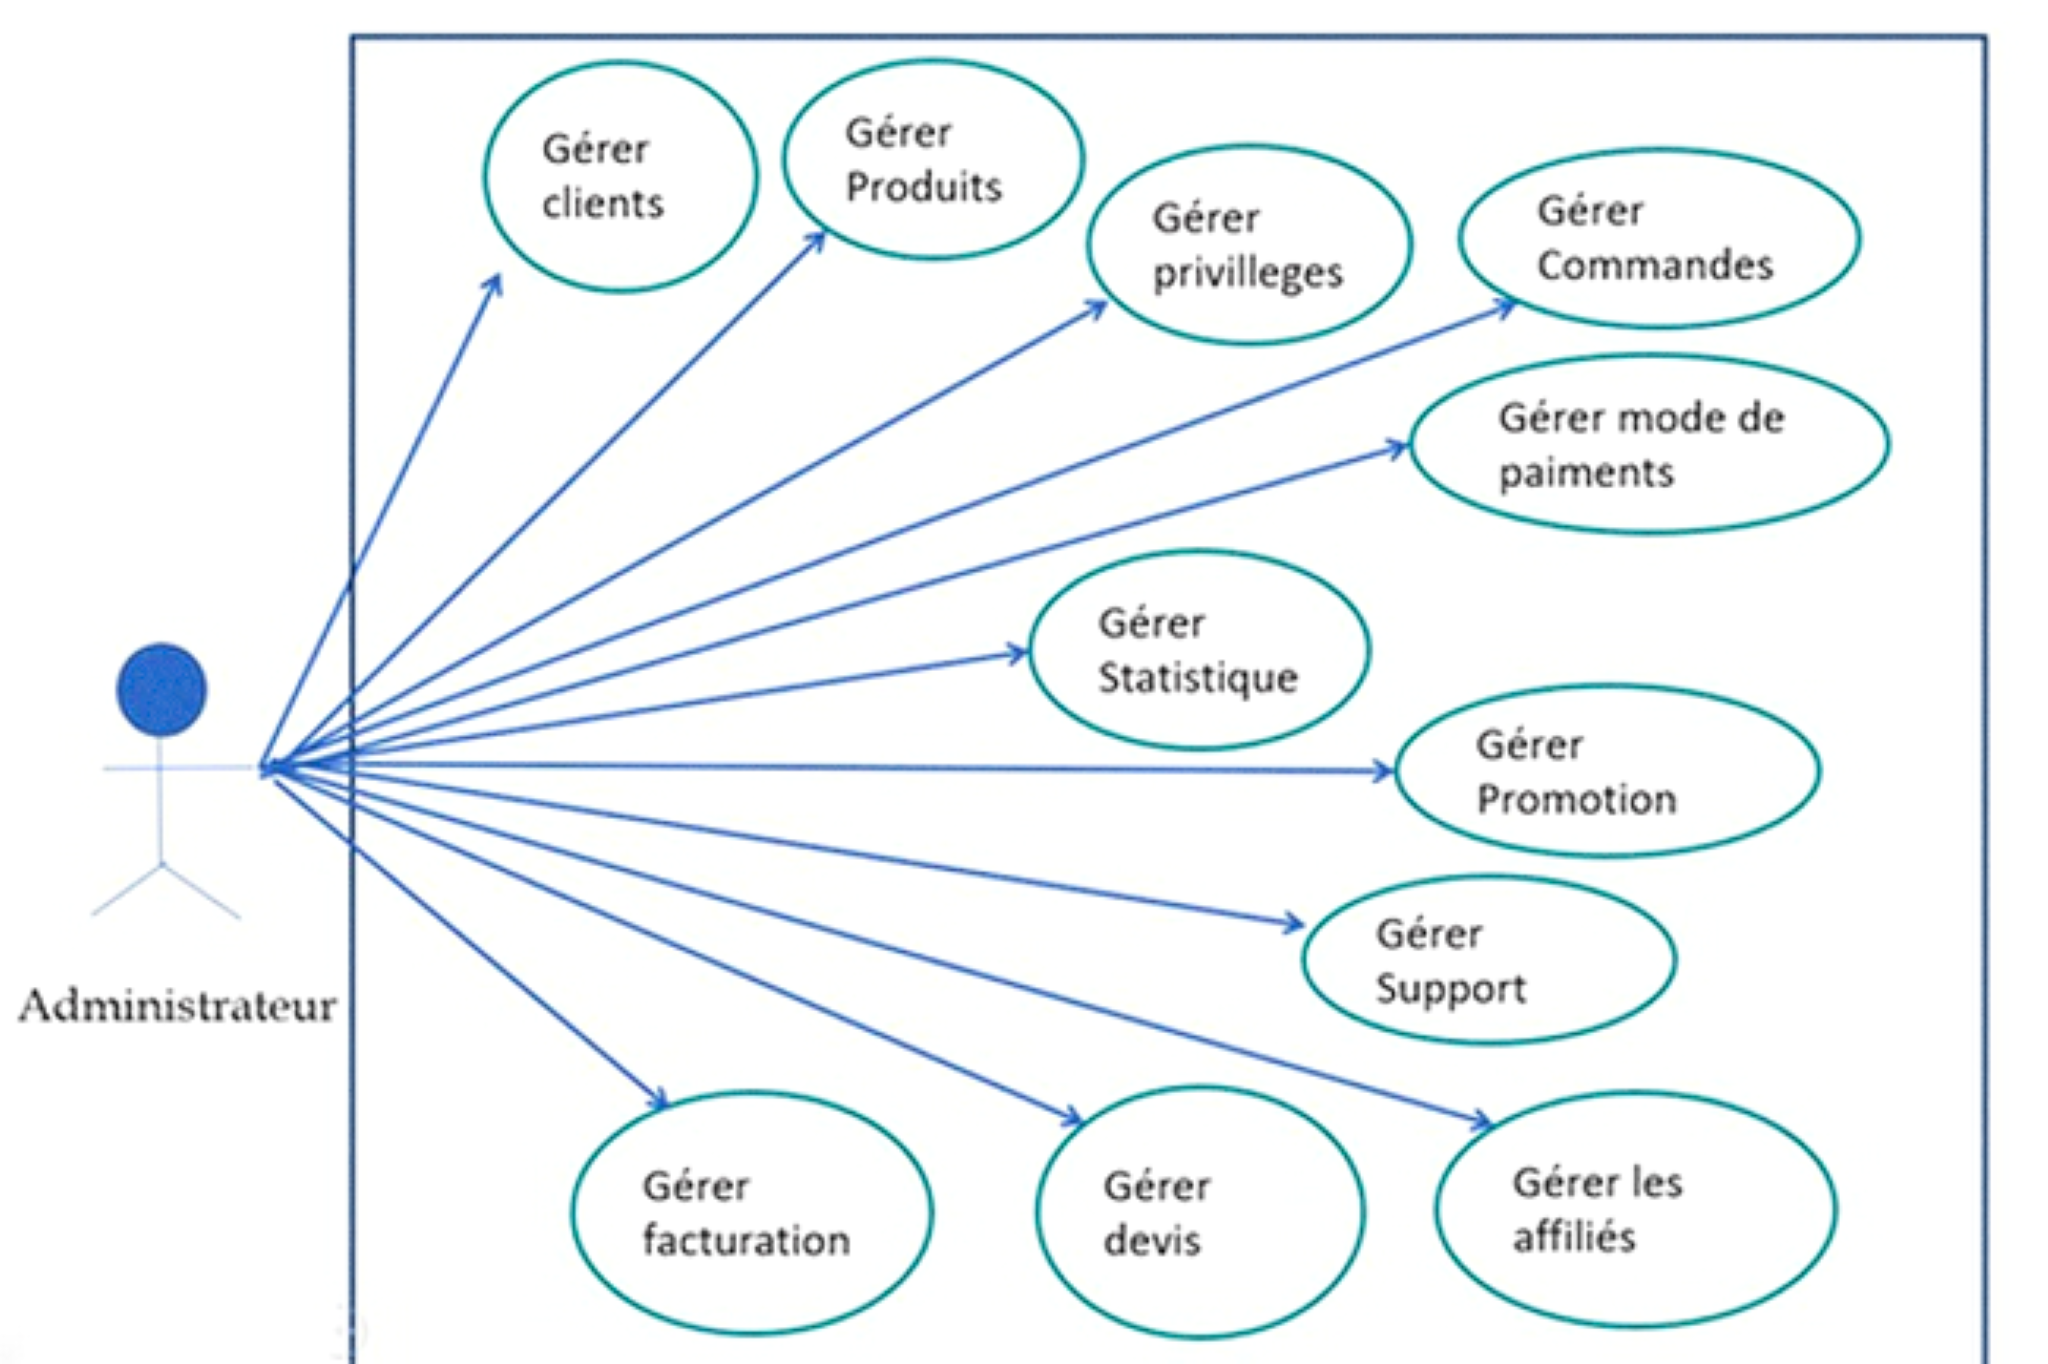 Gérer
clients
Gérer
Produits
Gérer
privilleges
Gérer
Commandes
Gérer mode de
paiments
Gérer
Statistique
Gérer
Promotion
Gérer
Support
Administrateur
Gérer
facturation
Gérer
devis
Gérer les
affiliés